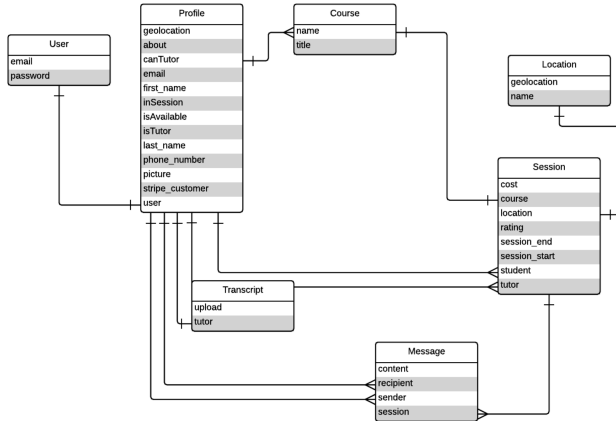 User
email
password
Profile
geolocation
about
canTutor
email
first_name
inSession
isAvailable
isTutor
last_name
phone_number
picture
stripe_customer
user
Course
name
title
Location
geolocation
name
Session
cost
course
location
rating
session_end
session_start
student
tutor
Transcript
upload
tutor
Message
content
recipient
sender
session